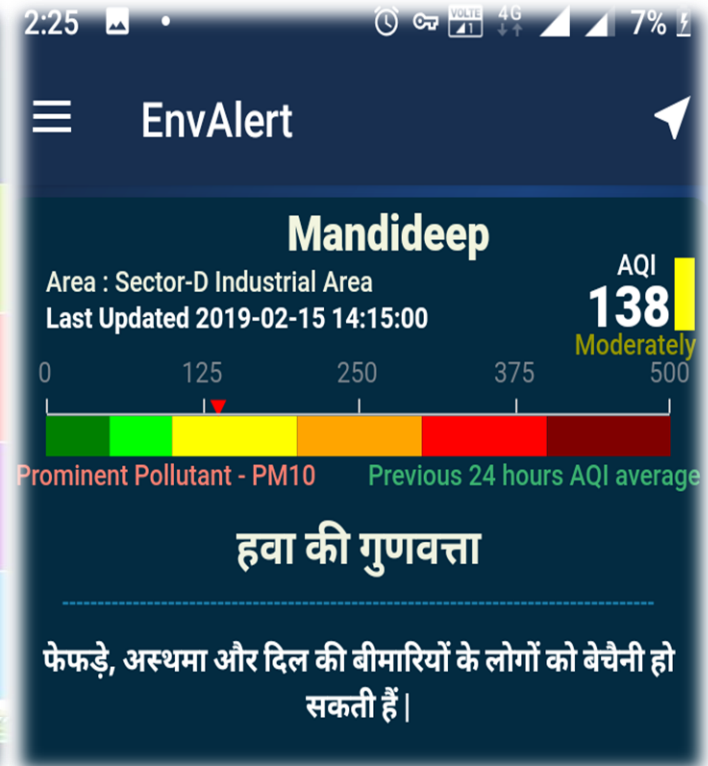 2:25 VoLTE 1 4G 7%
EnvAlert
Mandideep
Area : Sector-D Industrial Area
Last Updated 2019-02-15 14:15:00
AQI
138
Moderately
0 125 250 375 500
Prominent Pollutant - PM10 Previous 24 hours AQI average
हवा की गुणवत्ता
फेफड़े, अस्थमा और दिल की बीमारियों के लोगों को बेचैनी हो
सकती हैं |